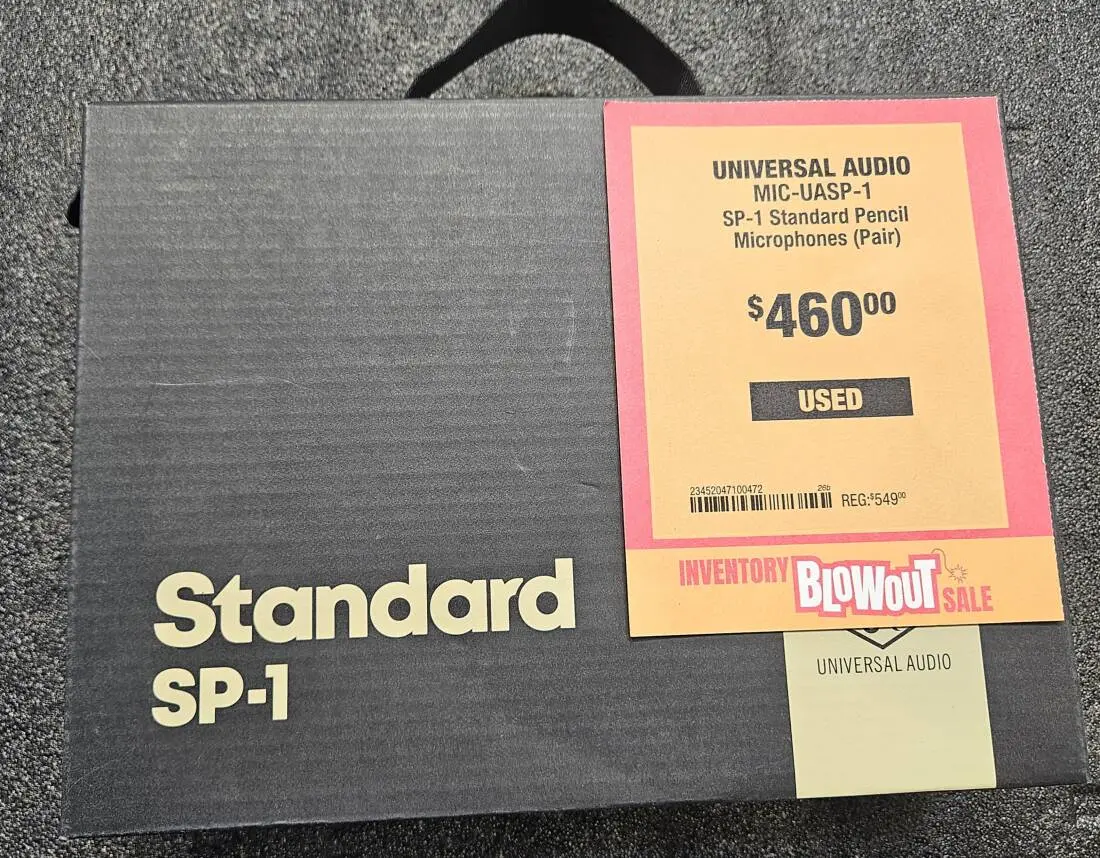 UNIVERSAL AUDIO
MIC-UASP-1
SP-1 Standard Pencil
Microphones (Pair)
$46000
USED
23452047100472 26b
REG:$54900
INVENTORY BLOWOUT SALE
Standard
SP-1
UNIVERSAL AUDIO